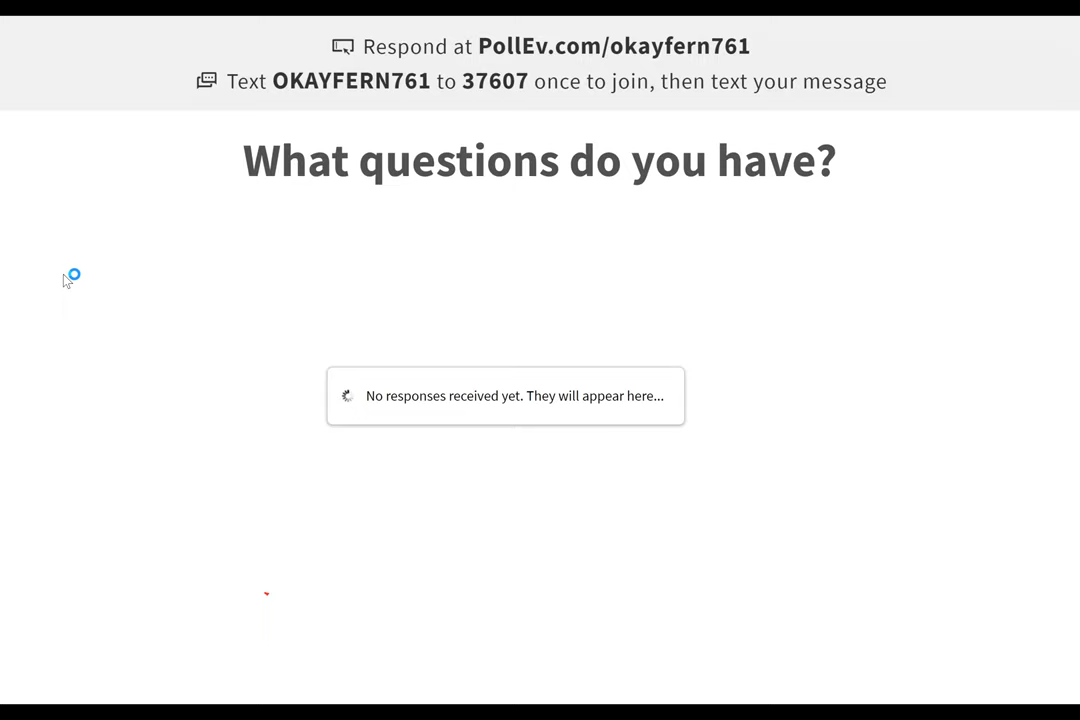 Respond at PollEv.com/okayfern761
Text OKAYFERN761 to 37607 once to join, then text your message
What questions do you have?
No responses received yet. They will appear here...